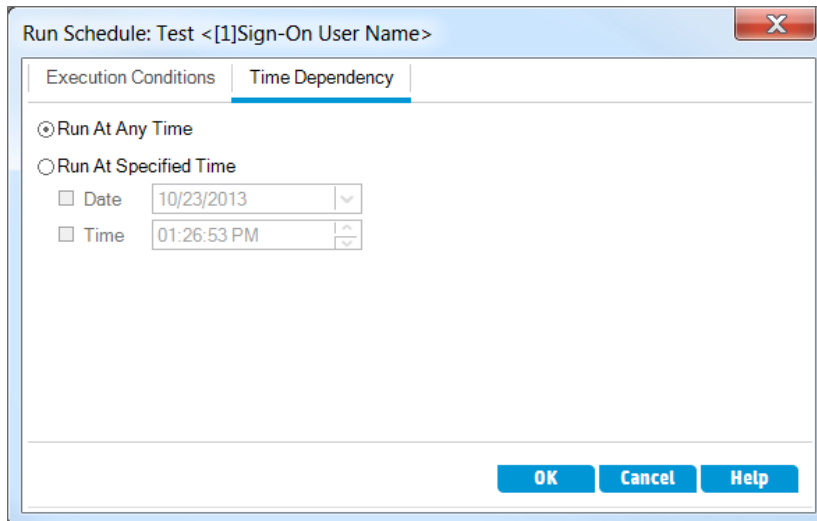 Run Schedule: Test <[1]Sign-On User Name>
Execution Conditions Time Dependency
Run At Any Time
Run At Specified Time
Date 10/23/2013
Time 01:26:53 PM
OK Cancel Help